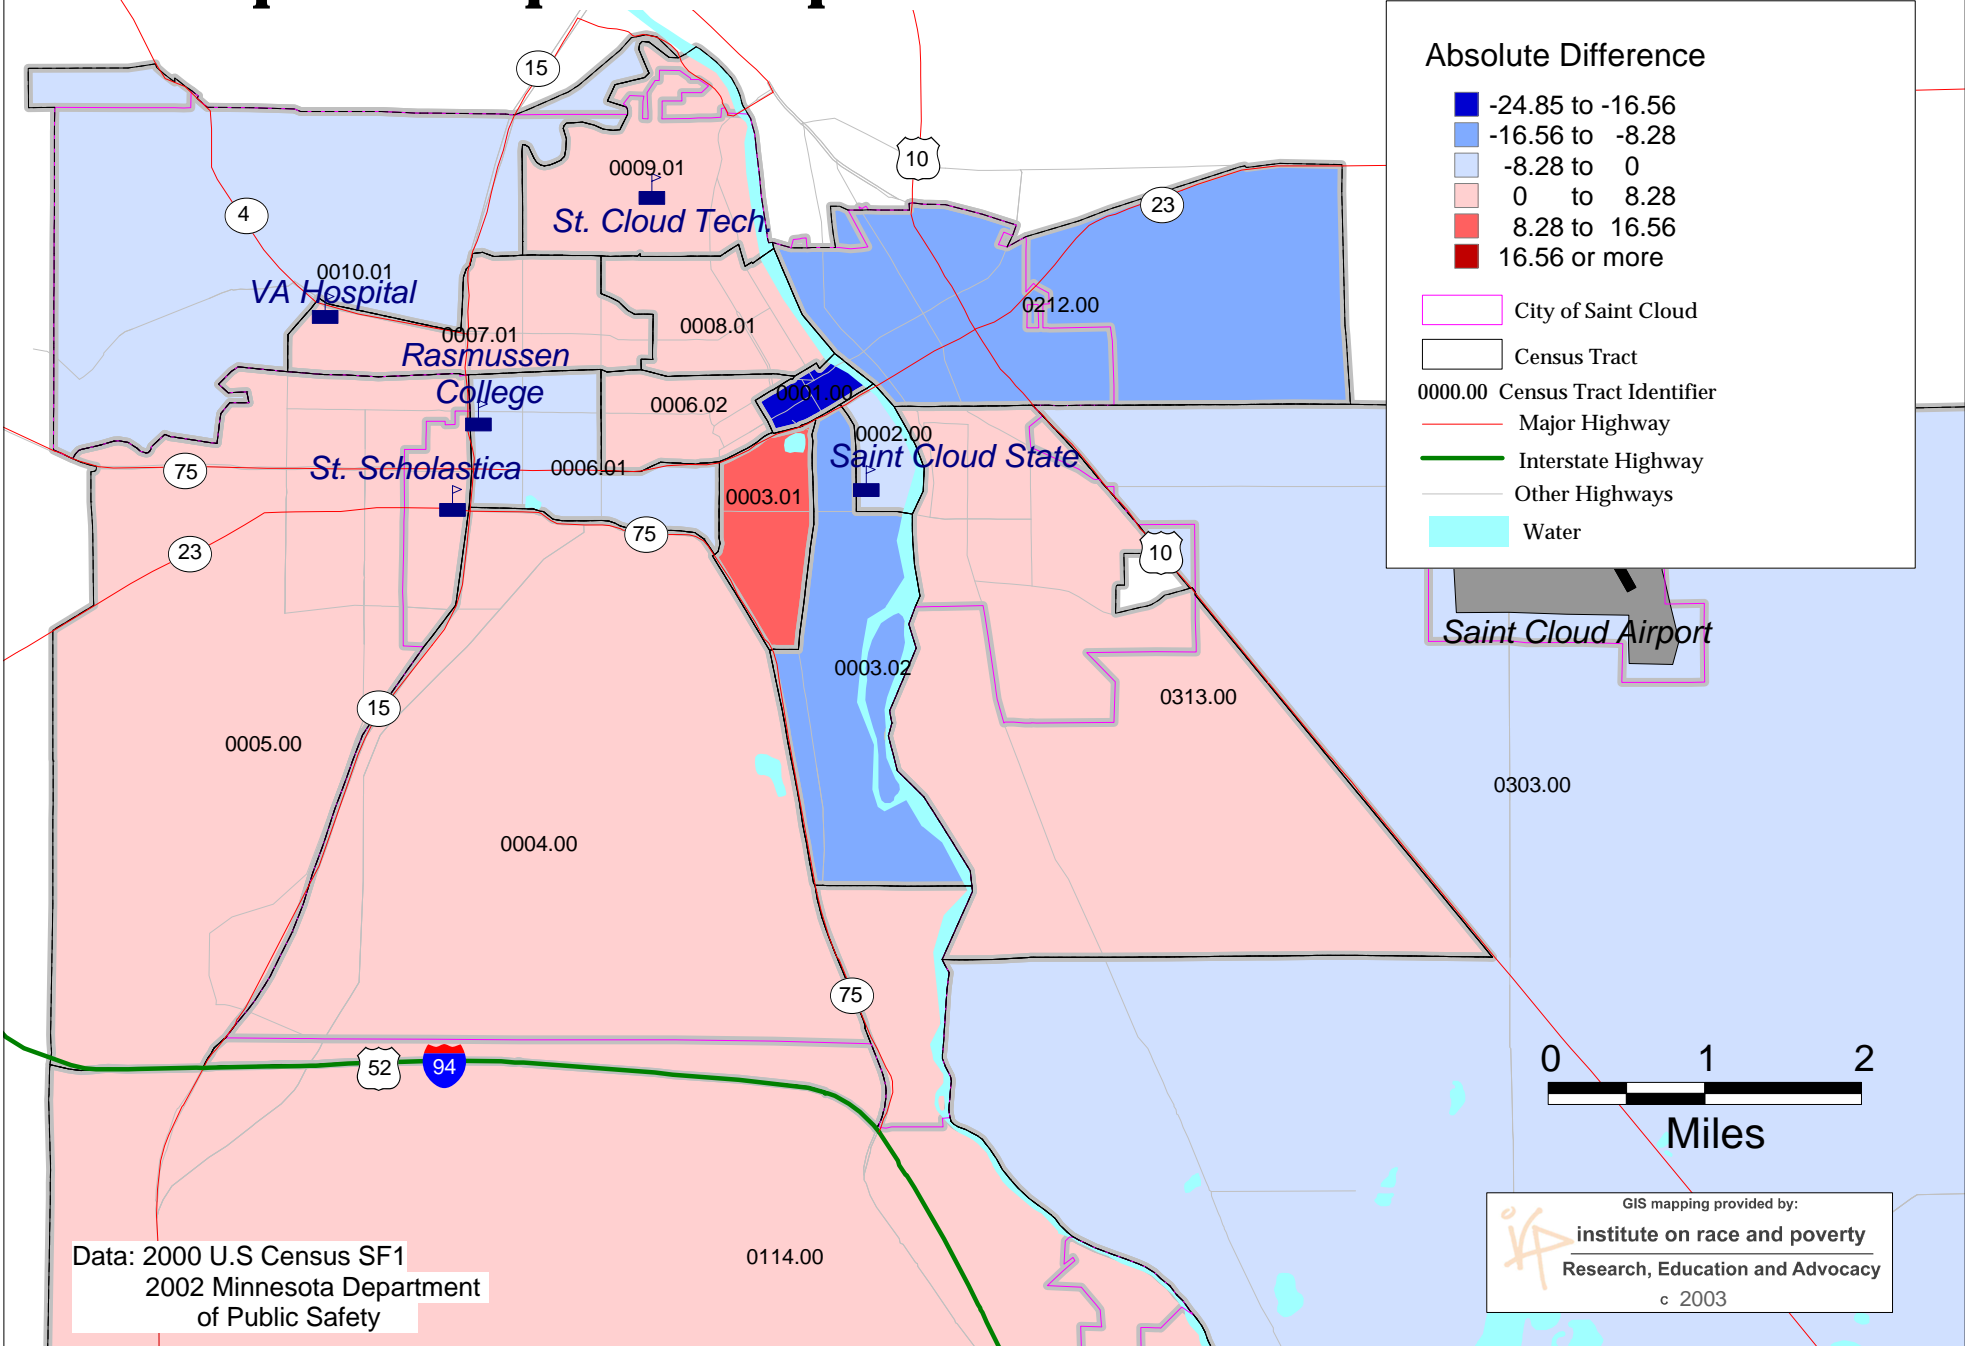 Absolute Difference
-24.85 to -16.56
-16.56 to -8.28
-8.28 to 0
0 to 8.28
8.28 to 16.56
16.56 or more
City of Saint Cloud
Census Tract
0000.00 Census Tract Identifier
Major Highway
Interstate Highway
Other Highways
Water
15
10
4
23
0009.01
St. Cloud Tech.
0010.01
VA Hospital
0212.00
0007.01
0008.01
Rasmussen
College
0001.00
0006.02
0002.00
Saint Cloud State
75
St. Scholastica
0006.01
0003.01
23
75
10
Saint Cloud Airport
0003.02
0313.00
15
0005.00
0303.00
0004.00
75
52
94
0 1 2
Miles
0114.00
Data: 2000 U.S Census SF1
2002 Minnesota Department
of Public Safety
GIS mapping provided by:
institute on race and poverty
Research, Education and Advocacy
c 2003